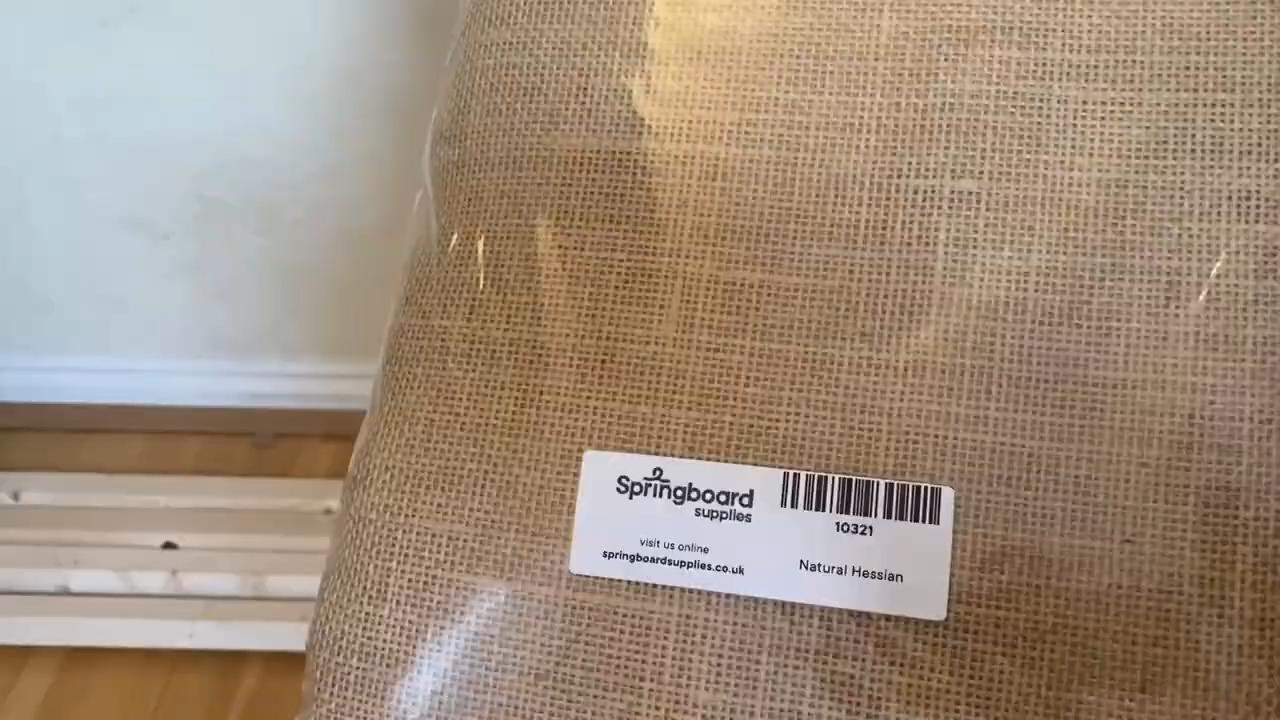 Springboard
supplies
visit us online
springboardsupplies.co.uk
10321
Natural Hessian